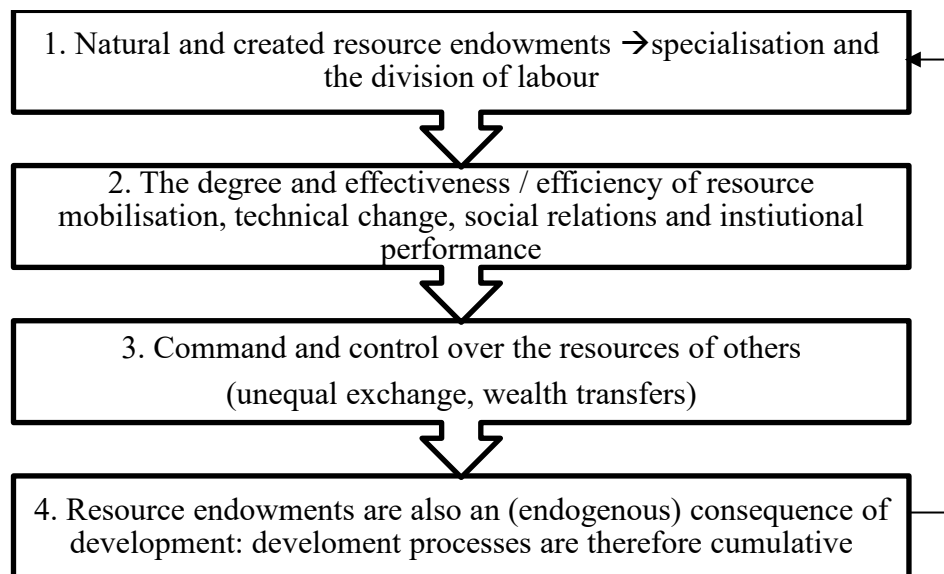 1. Natural and created resource endowments →specialisation and
the division of labour
2. The degree and effectiveness / efficiency of resource
mobilisation, technical change, social relations and instiutional
performance
3. Command and control over the resources of others
(unequal exchange, wealth transfers)
4. Resource endowments are also an (endogenous) consequence of
development: develoment processes are therefore cumulative